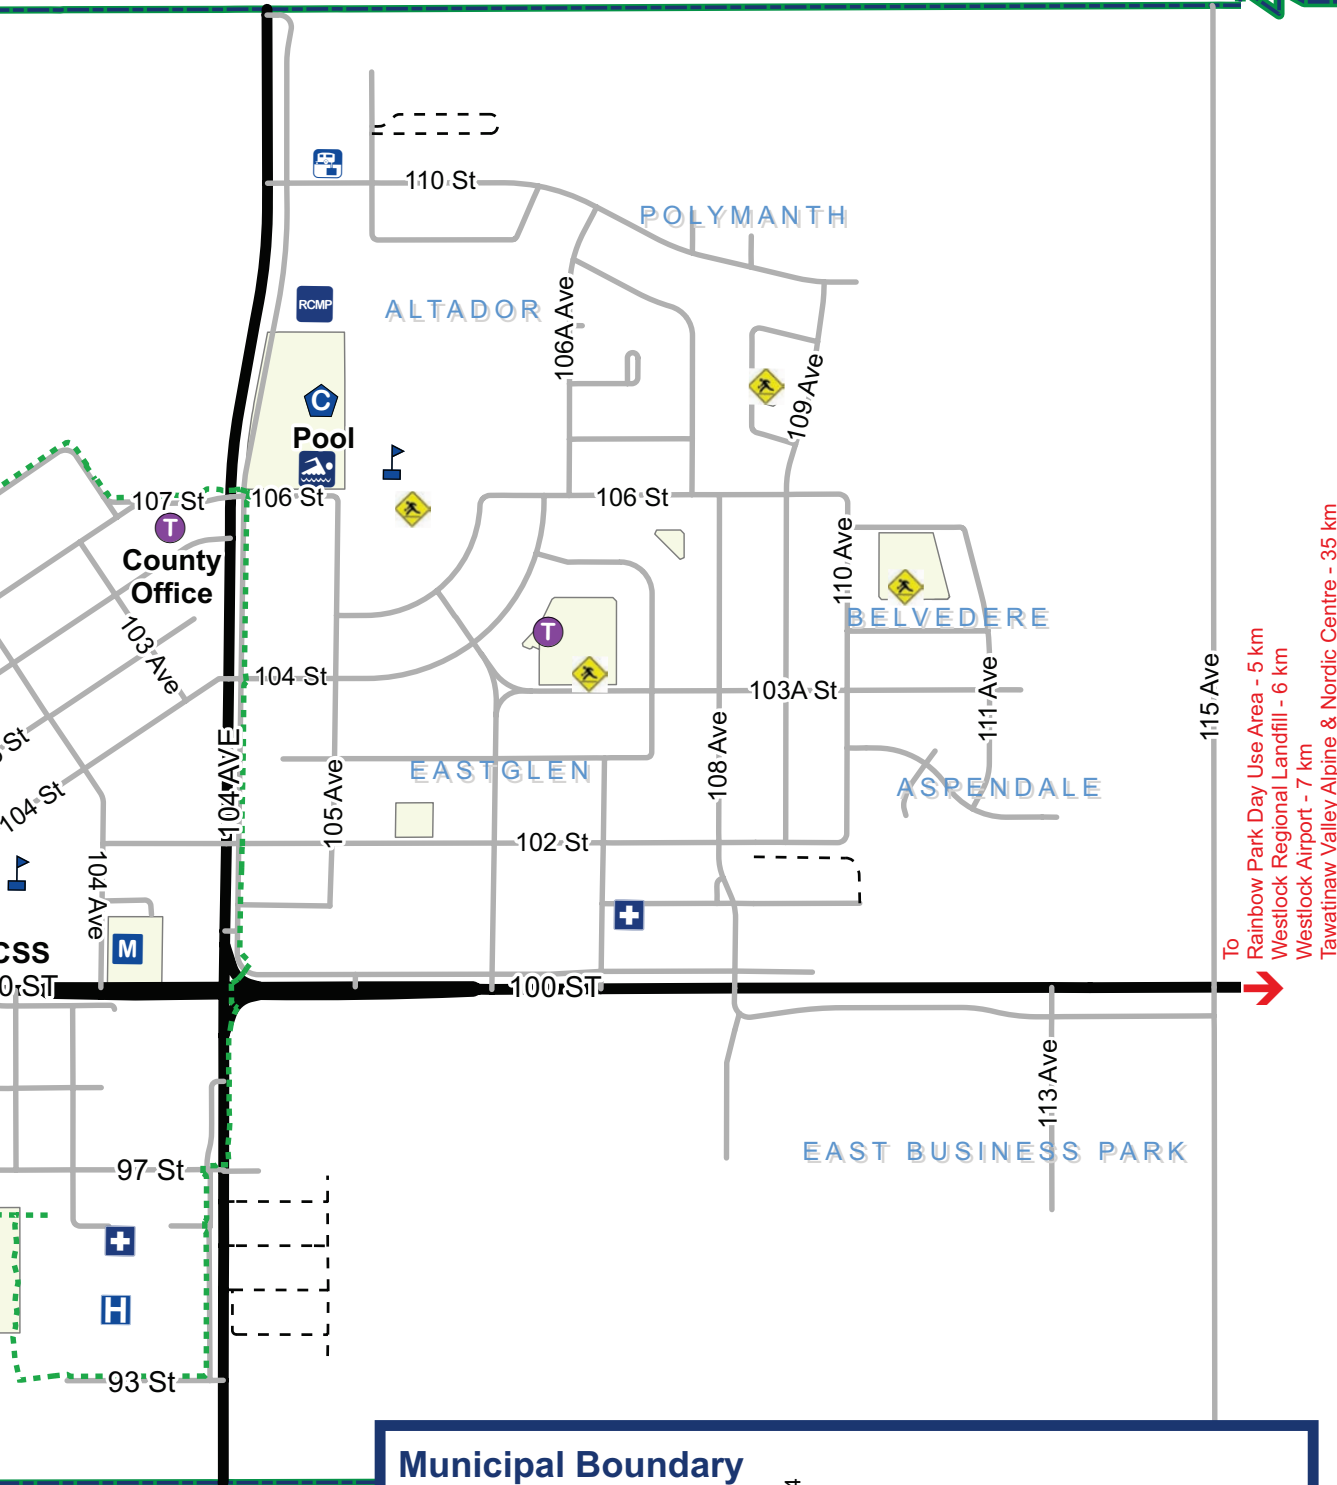 110 St
POLYMANTH
RCMP
ALTADOR
106A Ave
109 Ave
C
Pool
107 St
106 St
106 St
T
County
Office
110 Ave
BELVEDERE
103 Ave
T
104 St
103A St
111 Ave
115 Ave
St
104 St
104 AVE
105 Ave
EASTGLEN
108 Ave
ASPENDALE
102 St
104 Ave
M
CSS
0 ST
100 ST
To
Rainbow Park Day Use Area - 5 km
Westlock Regional Landfill - 6 km
Westlock Airport - 7 km
Tawatinaw Valley Alpine & Nordic Centre - 35 km
113 Ave
EAST BUSINESS PARK
97 St
H
93 St
Municipal Boundary
4